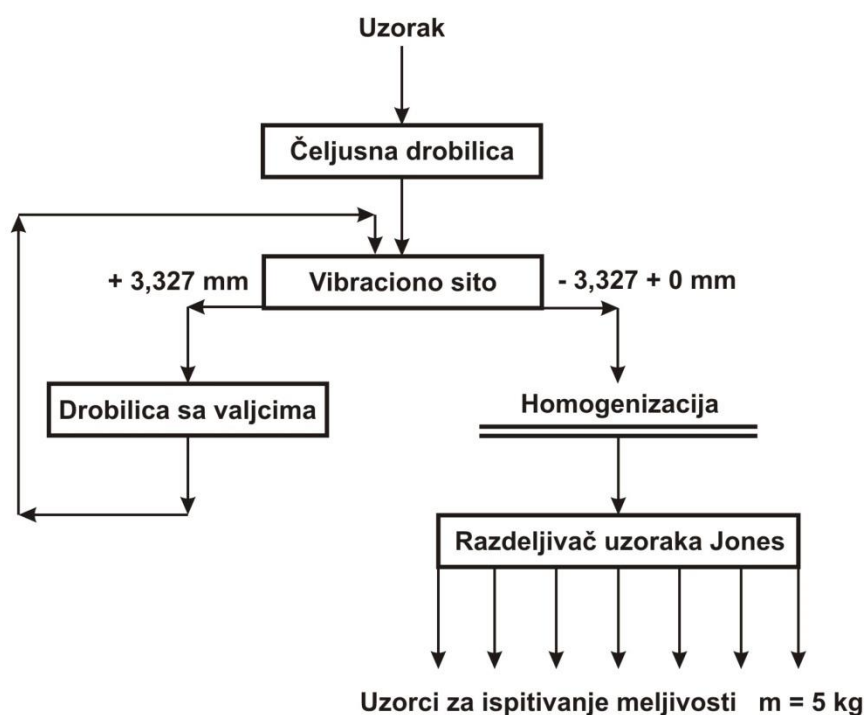 Uzorak
Čeljusna drobilica
+ 3,327 mm
Vibraciono sito
- 3,327 + 0 mm
Drobilica sa valjcima
Homogenizacija
Razdeljivač uzoraka Jones
Uzorci za ispitivanje meljivosti m = 5 kg